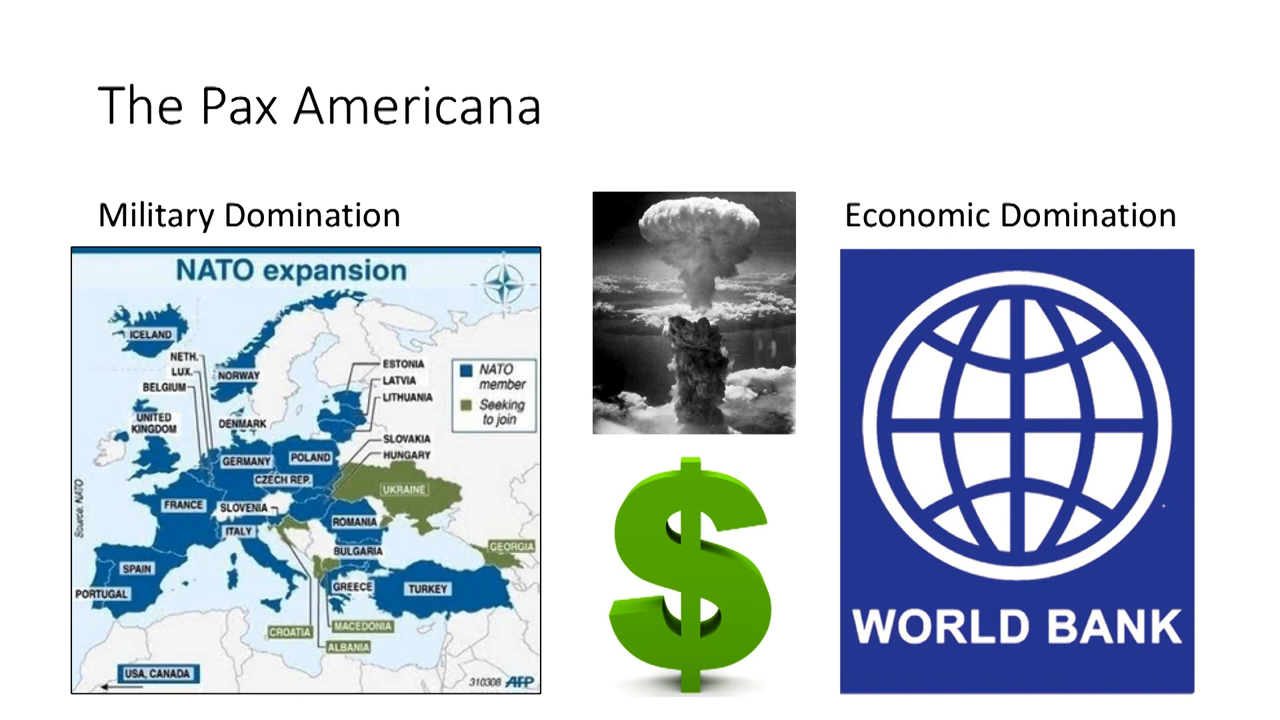 The Pax Americana
Military Domination
Economic Domination
NATO expansion
ICELAND
NETH.
LUX.
BELGIUM
NORWAY
ESTONIA
LATVIA
LITHUANIA
NATO
member
Seeking
to join
UNITED
KINGDOM
DENMARK
SLOVAKIA
HUNGARY
GERMANY
POLAND
CZECH REP.
UKRAINE
FRANCE
SLOVENIA
ITALY
ROMANIA
BULGARIA
GEORGIA
SPAIN
PORTUGAL
GREECE
TURKEY
CROATIA
MACEDONIA
ALBANIA
USA, CANADA
Source: NATO
310308 AFP
$
WORLD BANK